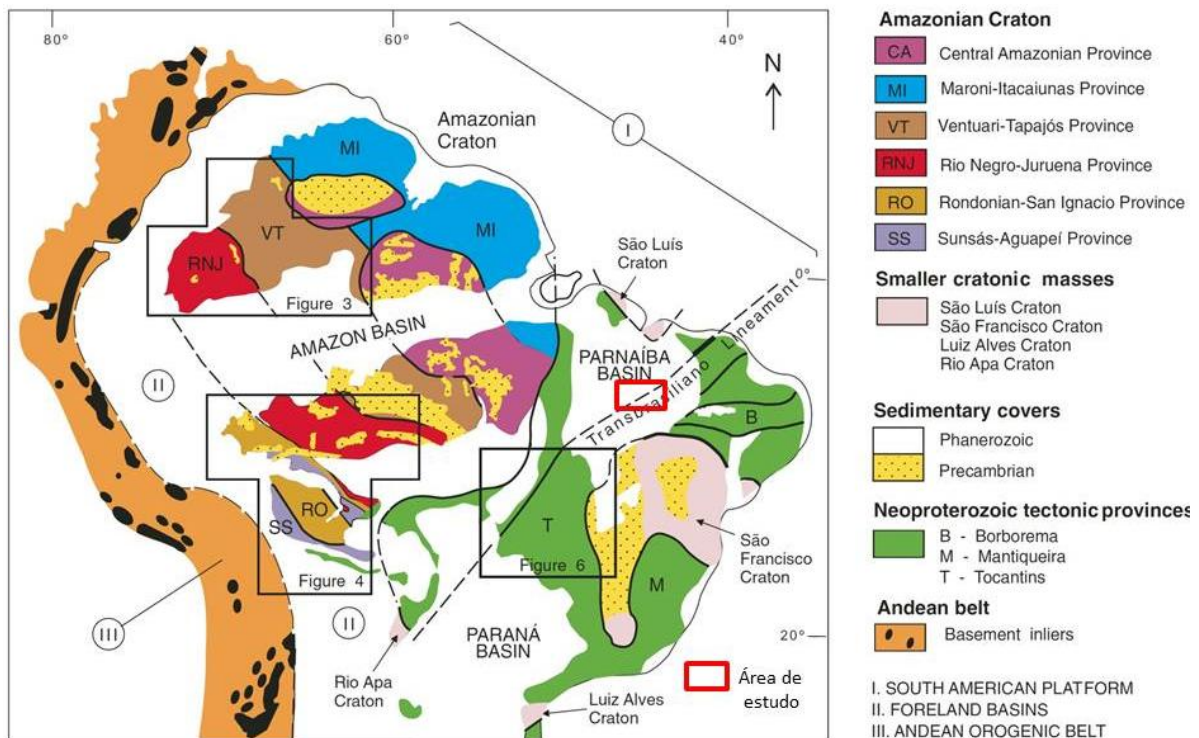 80°
60°
40°
N
Amazonian
Craton
I
MI
MI
VT
RNJ
Figure 3
São Luís
Craton
0°
AMAZON BASIN
PARNAÍBA
BASIN
Transbrasiliano Lineament
II
B
RO
SS
Figure 4
T
Figure 6
M
São
Francisco
Craton
III
II
20°
PARANÁ
BASIN
Rio Apa
Craton
Luiz Alves
Craton
Área de
estudo
Amazonian Craton
CA Central Amazonian Province
MI Maroni-Itacaiunas Province
VT Ventuari-Tapajós Province
RNJ Rio Negro-Juruena Province
RO Rondonian-San Ignacio Province
SS Sunsás-Aguapeí Province
Smaller cratonic masses
São Luís Craton
São Francisco Craton
Luiz Alves Craton
Rio Apa Craton
Sedimentary covers
Phanerozoic
Precambrian
Neoproterozoic tectonic provinces
B - Borborema
M - Mantiqueira
T - Tocantins
Andean belt
Basement inliers
I. SOUTH AMERICAN PLATFORM
II. FORELAND BASINS
III. ANDEAN OROGENIC BELT